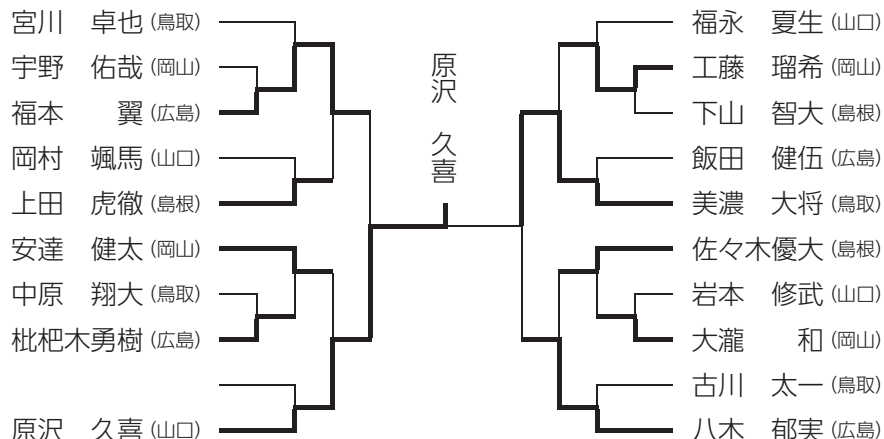 宮川 卓也 (鳥取)
宇野 佑哉 (岡山)
福本 翼 (広島)
岡村 颯馬 (山口)
上田 虎徹 (島根)
安達 健太 (岡山)
中原 翔大 (鳥取)
枇杷木勇樹 (広島)
原沢 久喜 (山口)
原沢 久喜
福永 夏生 (山口)
工藤 瑠希 (岡山)
下山 智大 (島根)
飯田 健伍 (広島)
美濃 大将 (鳥取)
佐々木優大 (島根)
岩本 修武 (山口)
大瀧 和 (岡山)
古川 太一 (鳥取)
八木 郁実 (広島)